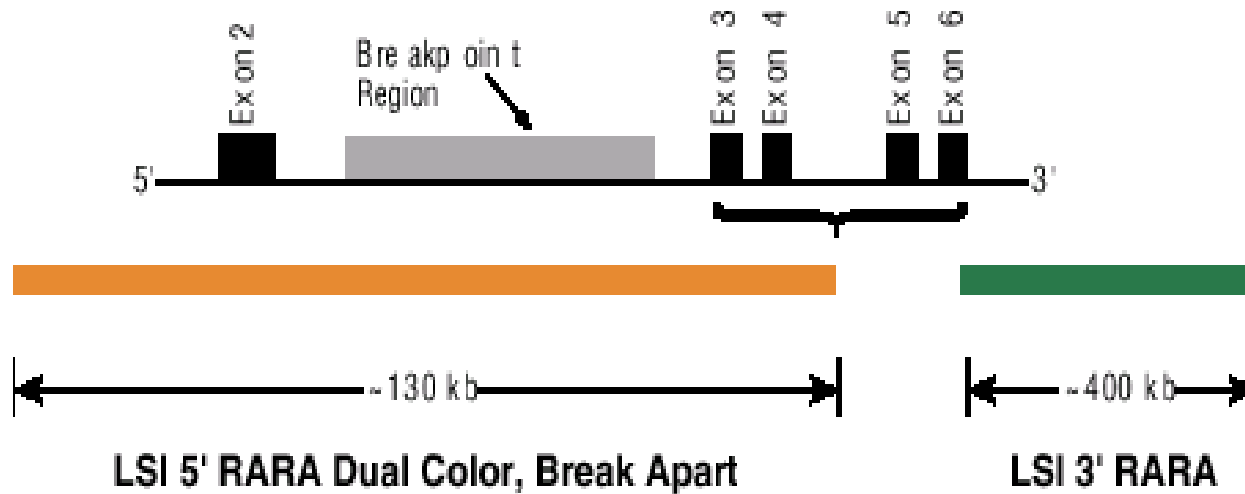 Exon 2
Breakpoint
Region
Exon 3
Exon 4
Exon 5
Exon 6
5'
3'
~130 kb
~400 kb
LSI 5' RARA Dual Color, Break Apart
LSI 3' RARA